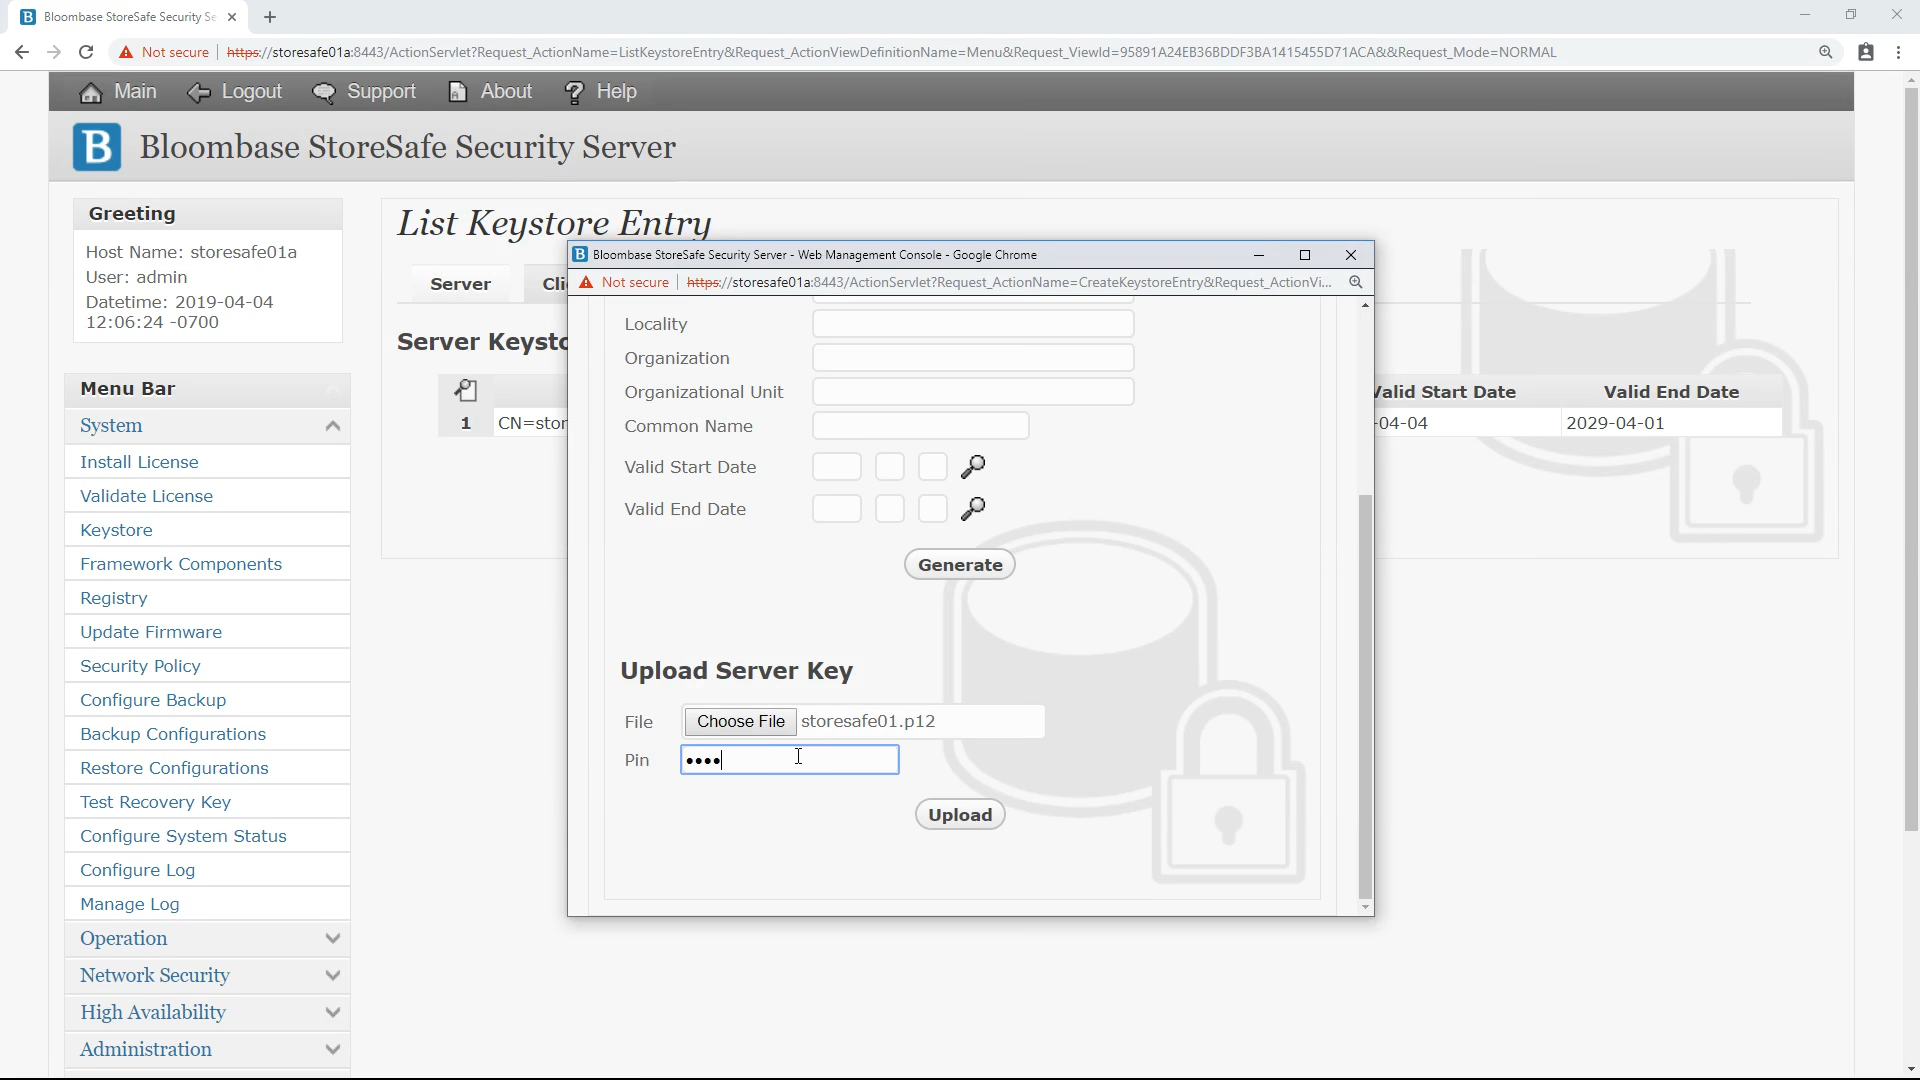 Bloombase StoreSafe Security Se
Not secure
https://storesafe01a:8443/ActionServlet?Request_ActionName=ListKeystoreEntry&Request_ActionViewDefinitionName=Menu&Request_ViewId=95891A24EB36BDDF3BA1415455D71ACA&&Request_Mode=NORMAL
Main
Logout
Support
About
Help
B
Bloombase StoreSafe Security Server
Greeting
Host Name: storesafe01a
User: admin
Datetime: 2019-04-04
12:06:24 -0700
Menu Bar
System
Install License
Validate License
Keystore
Framework Components
Registry
Update Firmware
Security Policy
Configure Backup
Backup Configurations
Restore Configurations
Test Recovery Key
Configure System Status
Configure Log
Manage Log
Operation
Network Security
High Availability
Administration
List Keystore Entry
Server
Cli
Server Keysto
Valid Start Date
Valid End Date
1
CN=stor
-04-04
2029-04-01
Bloombase StoreSafe Security Server - Web Management Console - Google Chrome
Not secure
https://storesafe01a:8443/ActionServlet?Request_ActionName=CreateKeystoreEntry&Request_ActionVi...
Locality
Organization
Organizational Unit
Common Name
Valid Start Date
Valid End Date
Generate
Upload Server Key
File
Choose File
storesafe01.p12
Pin
••••
Upload